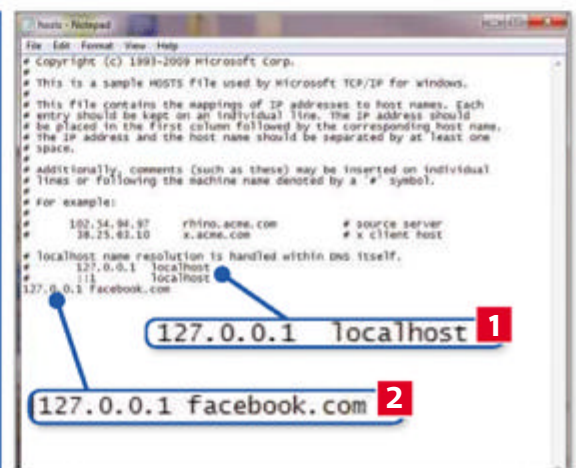 hosts - Notepad
File Edit Format View Help
# Copyright (c) 1993-2009 Microsoft Corp.
#
# This is a sample HOSTS file used by Microsoft TCP/IP for Windows.
#
# This file contains the mappings of IP addresses to host names. Each
# entry should be kept on an individual line. The IP address should
# be placed in the first column followed by the corresponding host name.
# The IP address and the host name should be separated by at least one
# space.
#
# Additionally, comments (such as these) may be inserted on individual
# lines or following the machine name denoted by a '#' symbol.
#
# For example:
#
# 102.54.94.97 rhino.acme.com # source server
# 38.25.63.10 x.acme.com # x client host
# localhost name resolution is handled within DNS itself.
# 127.0.0.1 localhost
# ::1 localhost
127.0.0.1 facebook.com
127.0.0.1 localhost 1
127.0.0.1 facebook.com 2